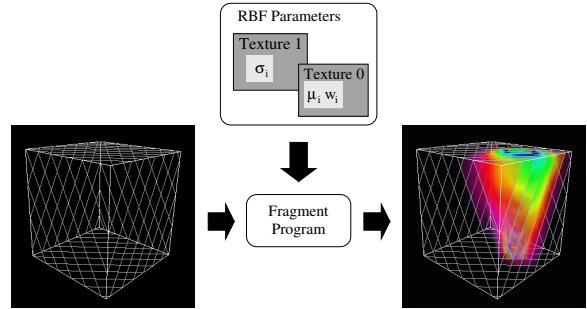 RBF Parameters
Texture 1
σi
Texture 0
μi wi
Fragment
Program